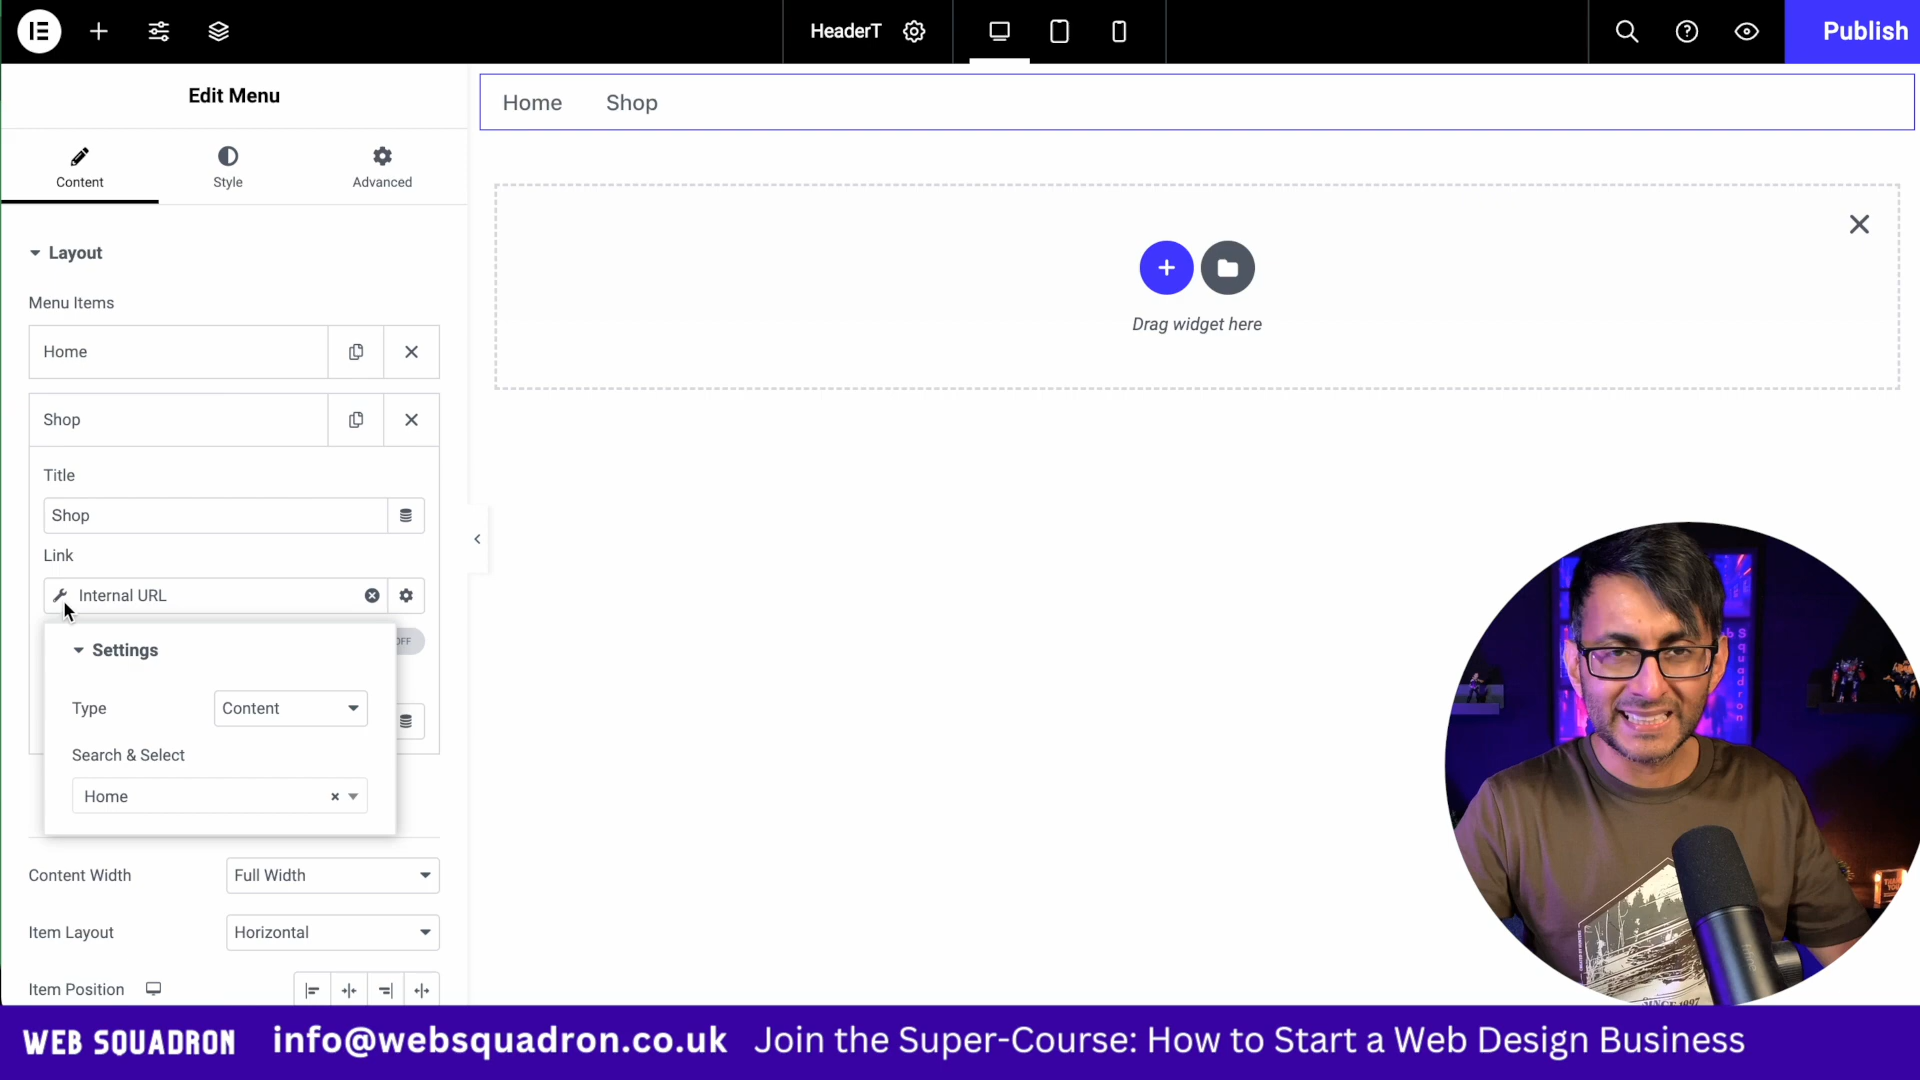 HeaderT
Publish
Edit Menu
Content
Style
Advanced
Layout
Menu Items
Home
Shop
Title
Shop
Link
Internal URL
OFF
Settings
Type
Content
Search & Select
Home
Content Width
Full Width
Item Layout
Horizontal
Item Position
Home
Shop
Drag widget here
WEB SQUADRON
info@websquadron.co.uk
Join the Super-Course: How to Start a Web Design Business